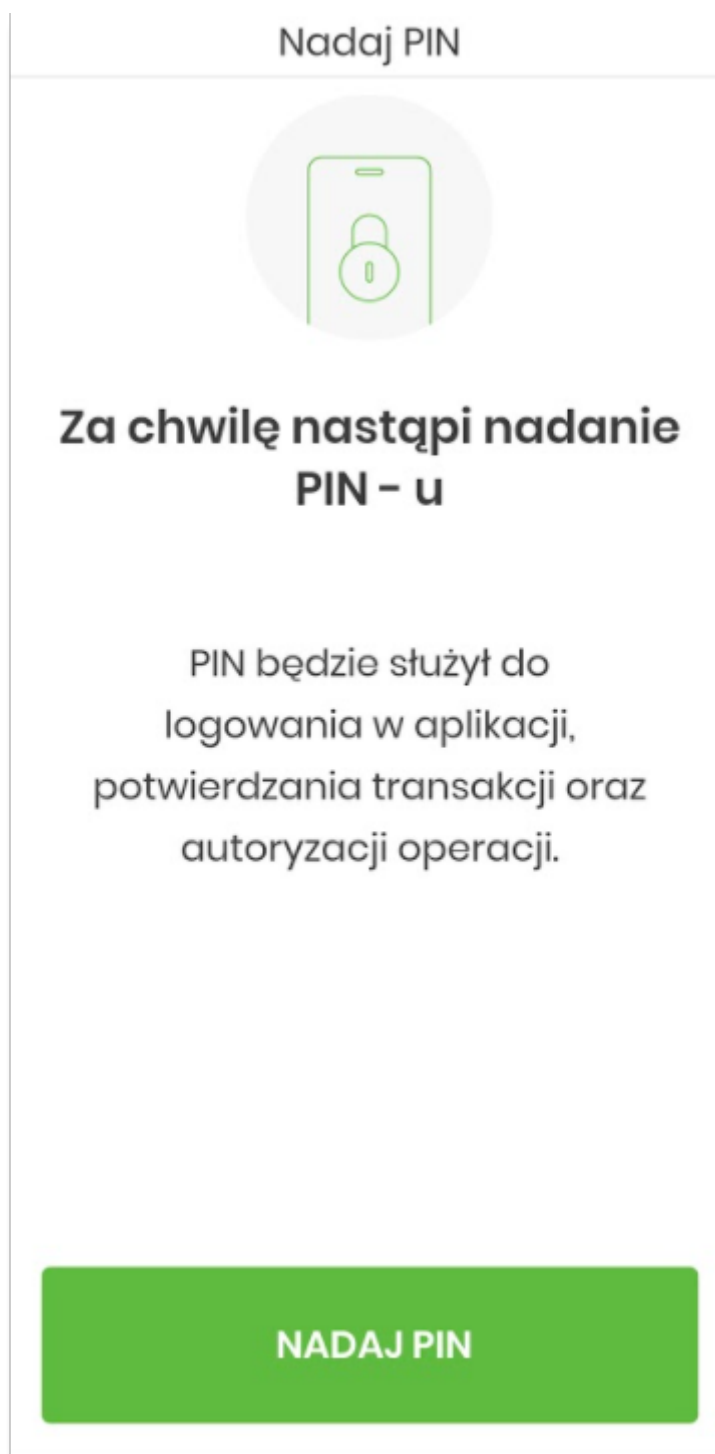 Nadaj PIN
Za chwilę nastąpi nadanie
PIN - u
PIN będzie służył do
logowania w aplikacji,
potwierdzania transakcji oraz
autoryzacji operacji.
NADAJ PIN